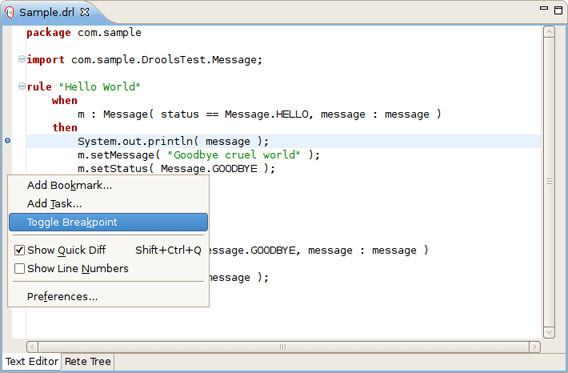 Sample.drl
package com.sample
import com.sample.DroolsTest.Message;
rule "Hello World"
when
m : Message( status == Message.HELLO, message : message )
then
System.out.println( message );
m.setMessage( "Goodbye cruel world" );
m.setStatus( Message.GOODBYE );
Add Bookmark...
Add Task...
Toggle Breakpoint
Show Quick Diff Shift+Ctrl+Q essage.GOODBYE, message : message )
Show Line Numbers message );
Preferences...
Text Editor Rete Tree